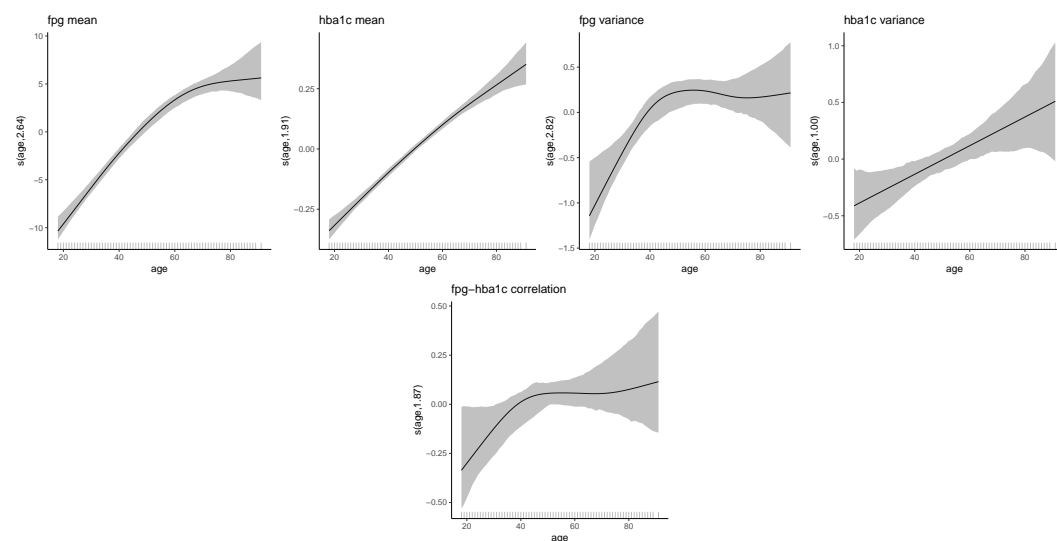 fpg mean
10
5
0
−5
−10
s(age,2.64)
20 40 60 80
age
hba1c mean
0.25
0.00
−0.25
s(age,1.91)
20 40 60 80
age
fpg variance
0.5
0.0
−0.5
−1.0
−1.5
s(age,2.82)
20 40 60 80
age
hba1c variance
1.0
0.5
0.0
−0.5
s(age,1.00)
20 40 60 80
age
fpg−hba1c correlation
0.50
0.25
0.00
−0.25
−0.50
s(age,1.87)
20 40 60 80
age